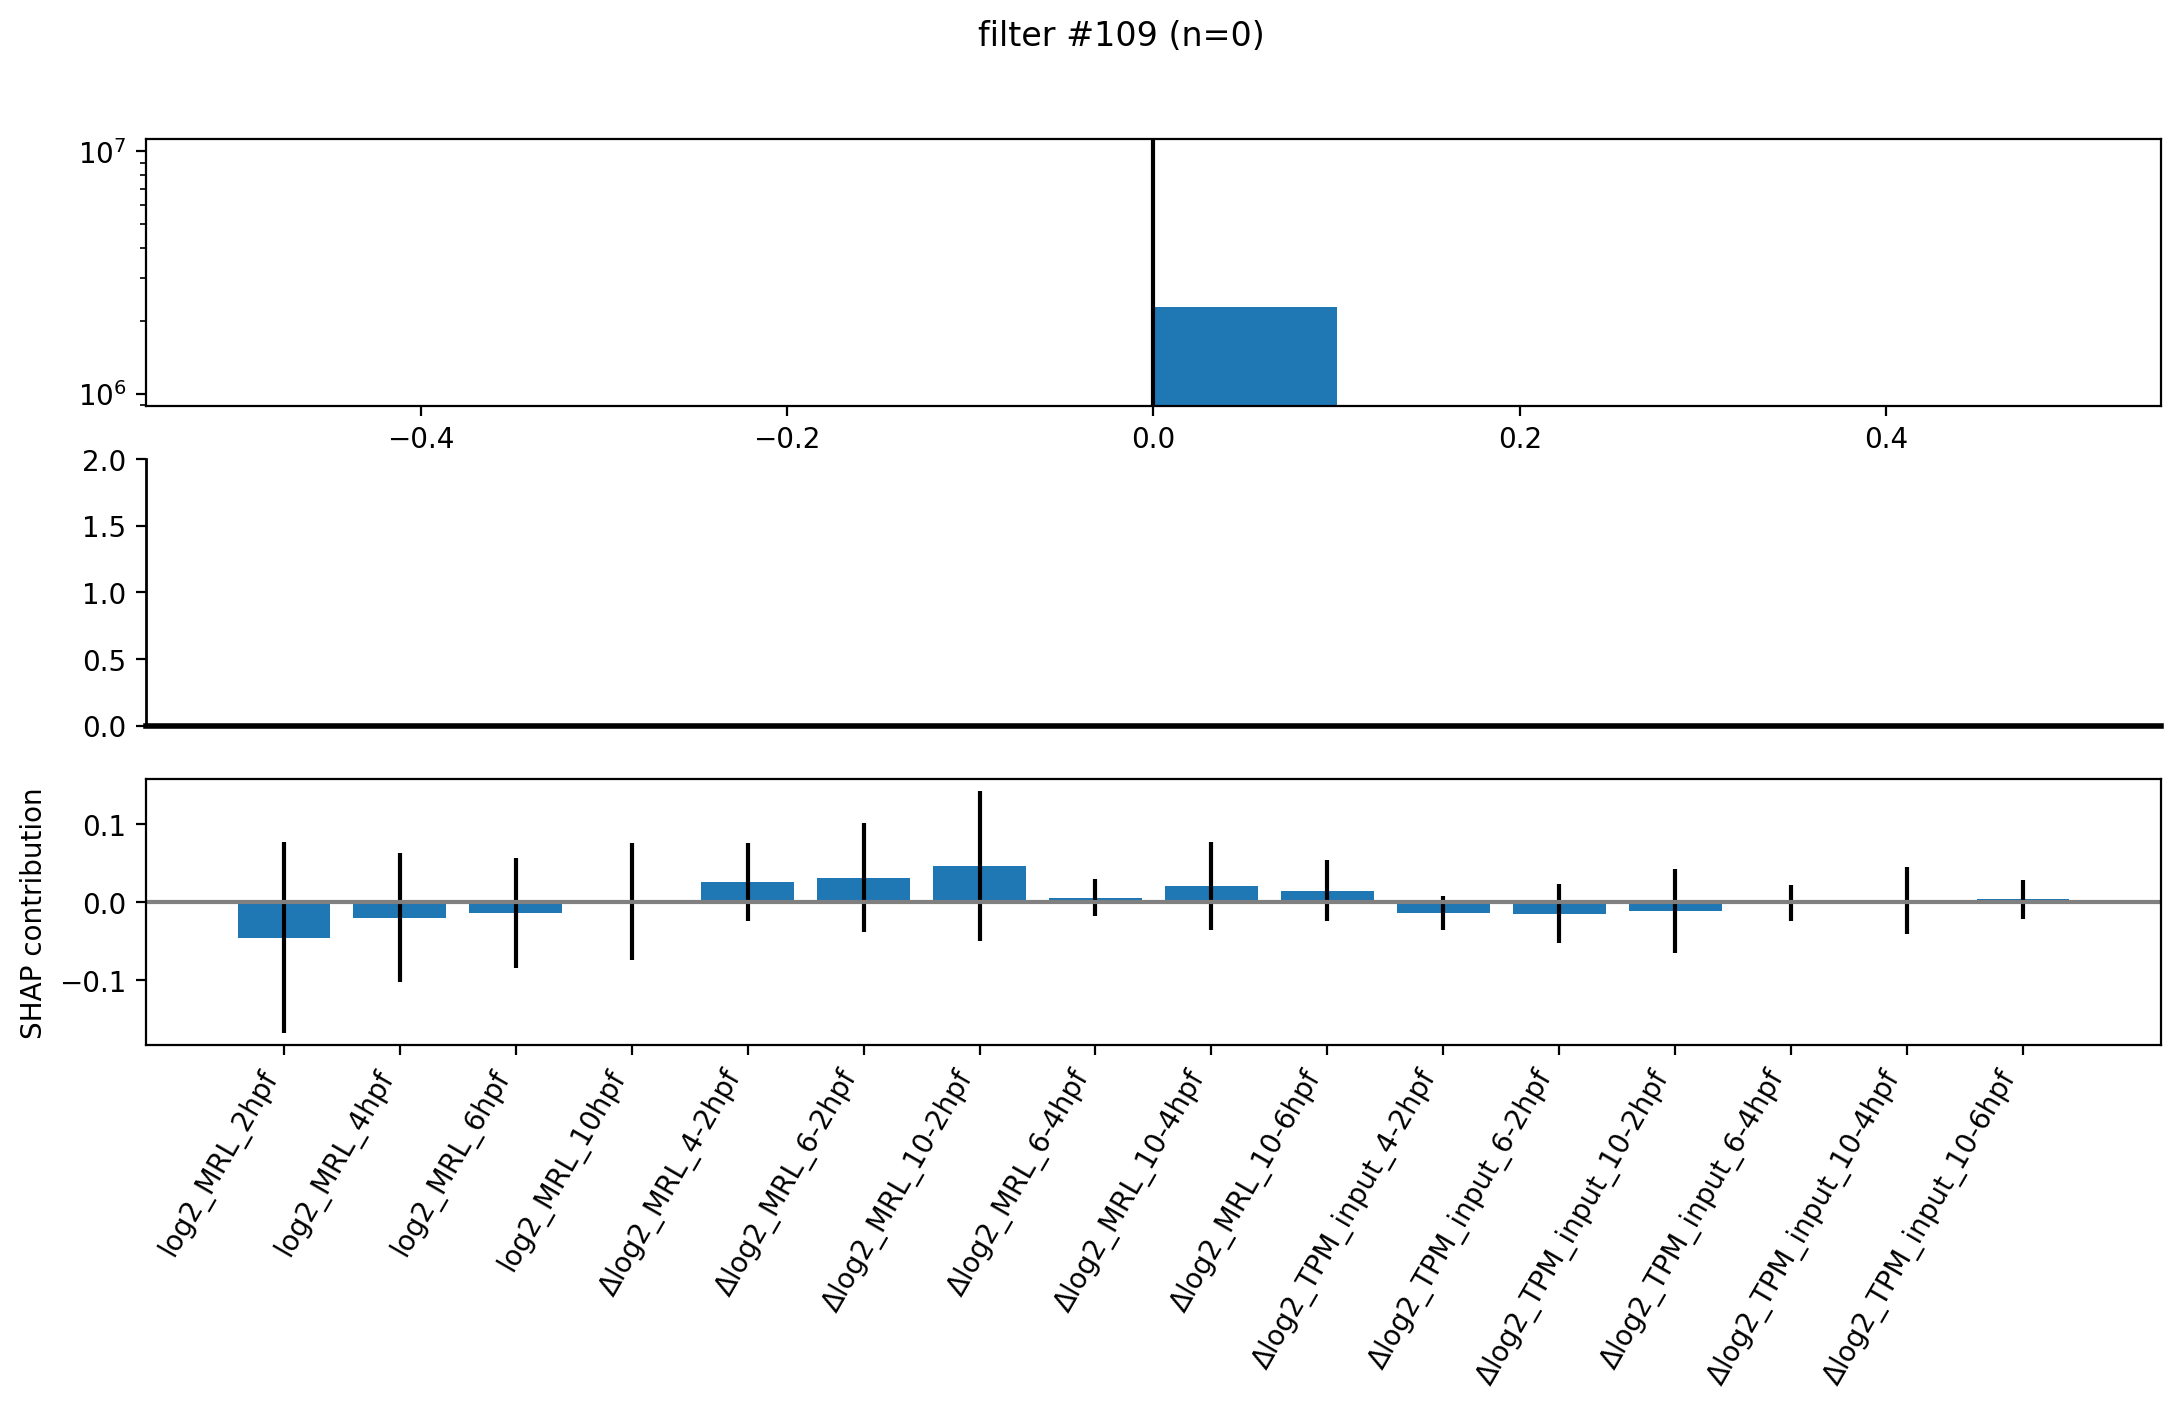 filter #109 (n=0)
10⁷
10⁶
−0.4 −0.2 0.0 0.2 0.4
2.0
1.5
1.0
0.5
0.0
SHAP contribution
0.1
0.0
−0.1
log2_MRL_2hpf
log2_MRL_4hpf
log2_MRL_6hpf
log2_MRL_10hpf
Δlog2_MRL_4-2hpf
Δlog2_MRL_6-2hpf
Δlog2_MRL_10-2hpf
Δlog2_MRL_6-4hpf
Δlog2_MRL_10-4hpf
Δlog2_MRL_10-6hpf
Δlog2_TPM_input_4-2hpf
Δlog2_TPM_input_6-2hpf
Δlog2_TPM_input_10-2hpf
Δlog2_TPM_input_6-4hpf
Δlog2_TPM_input_10-4hpf
Δlog2_TPM_input_10-6hpf